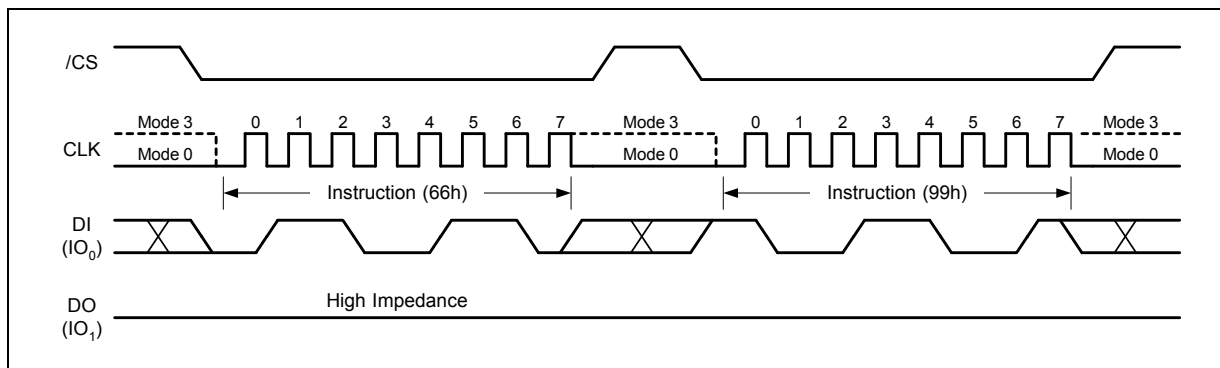 /CS
0 1 2 3 4 5 6 7 0 1 2 3 4 5 6 7
Mode 3 Mode 3 Mode 3
CLK
Mode 0 Mode 0 Mode 0
Instruction (66h) Instruction (99h)
DI
(IO₀)
High Impedance
DO
(IO₁)